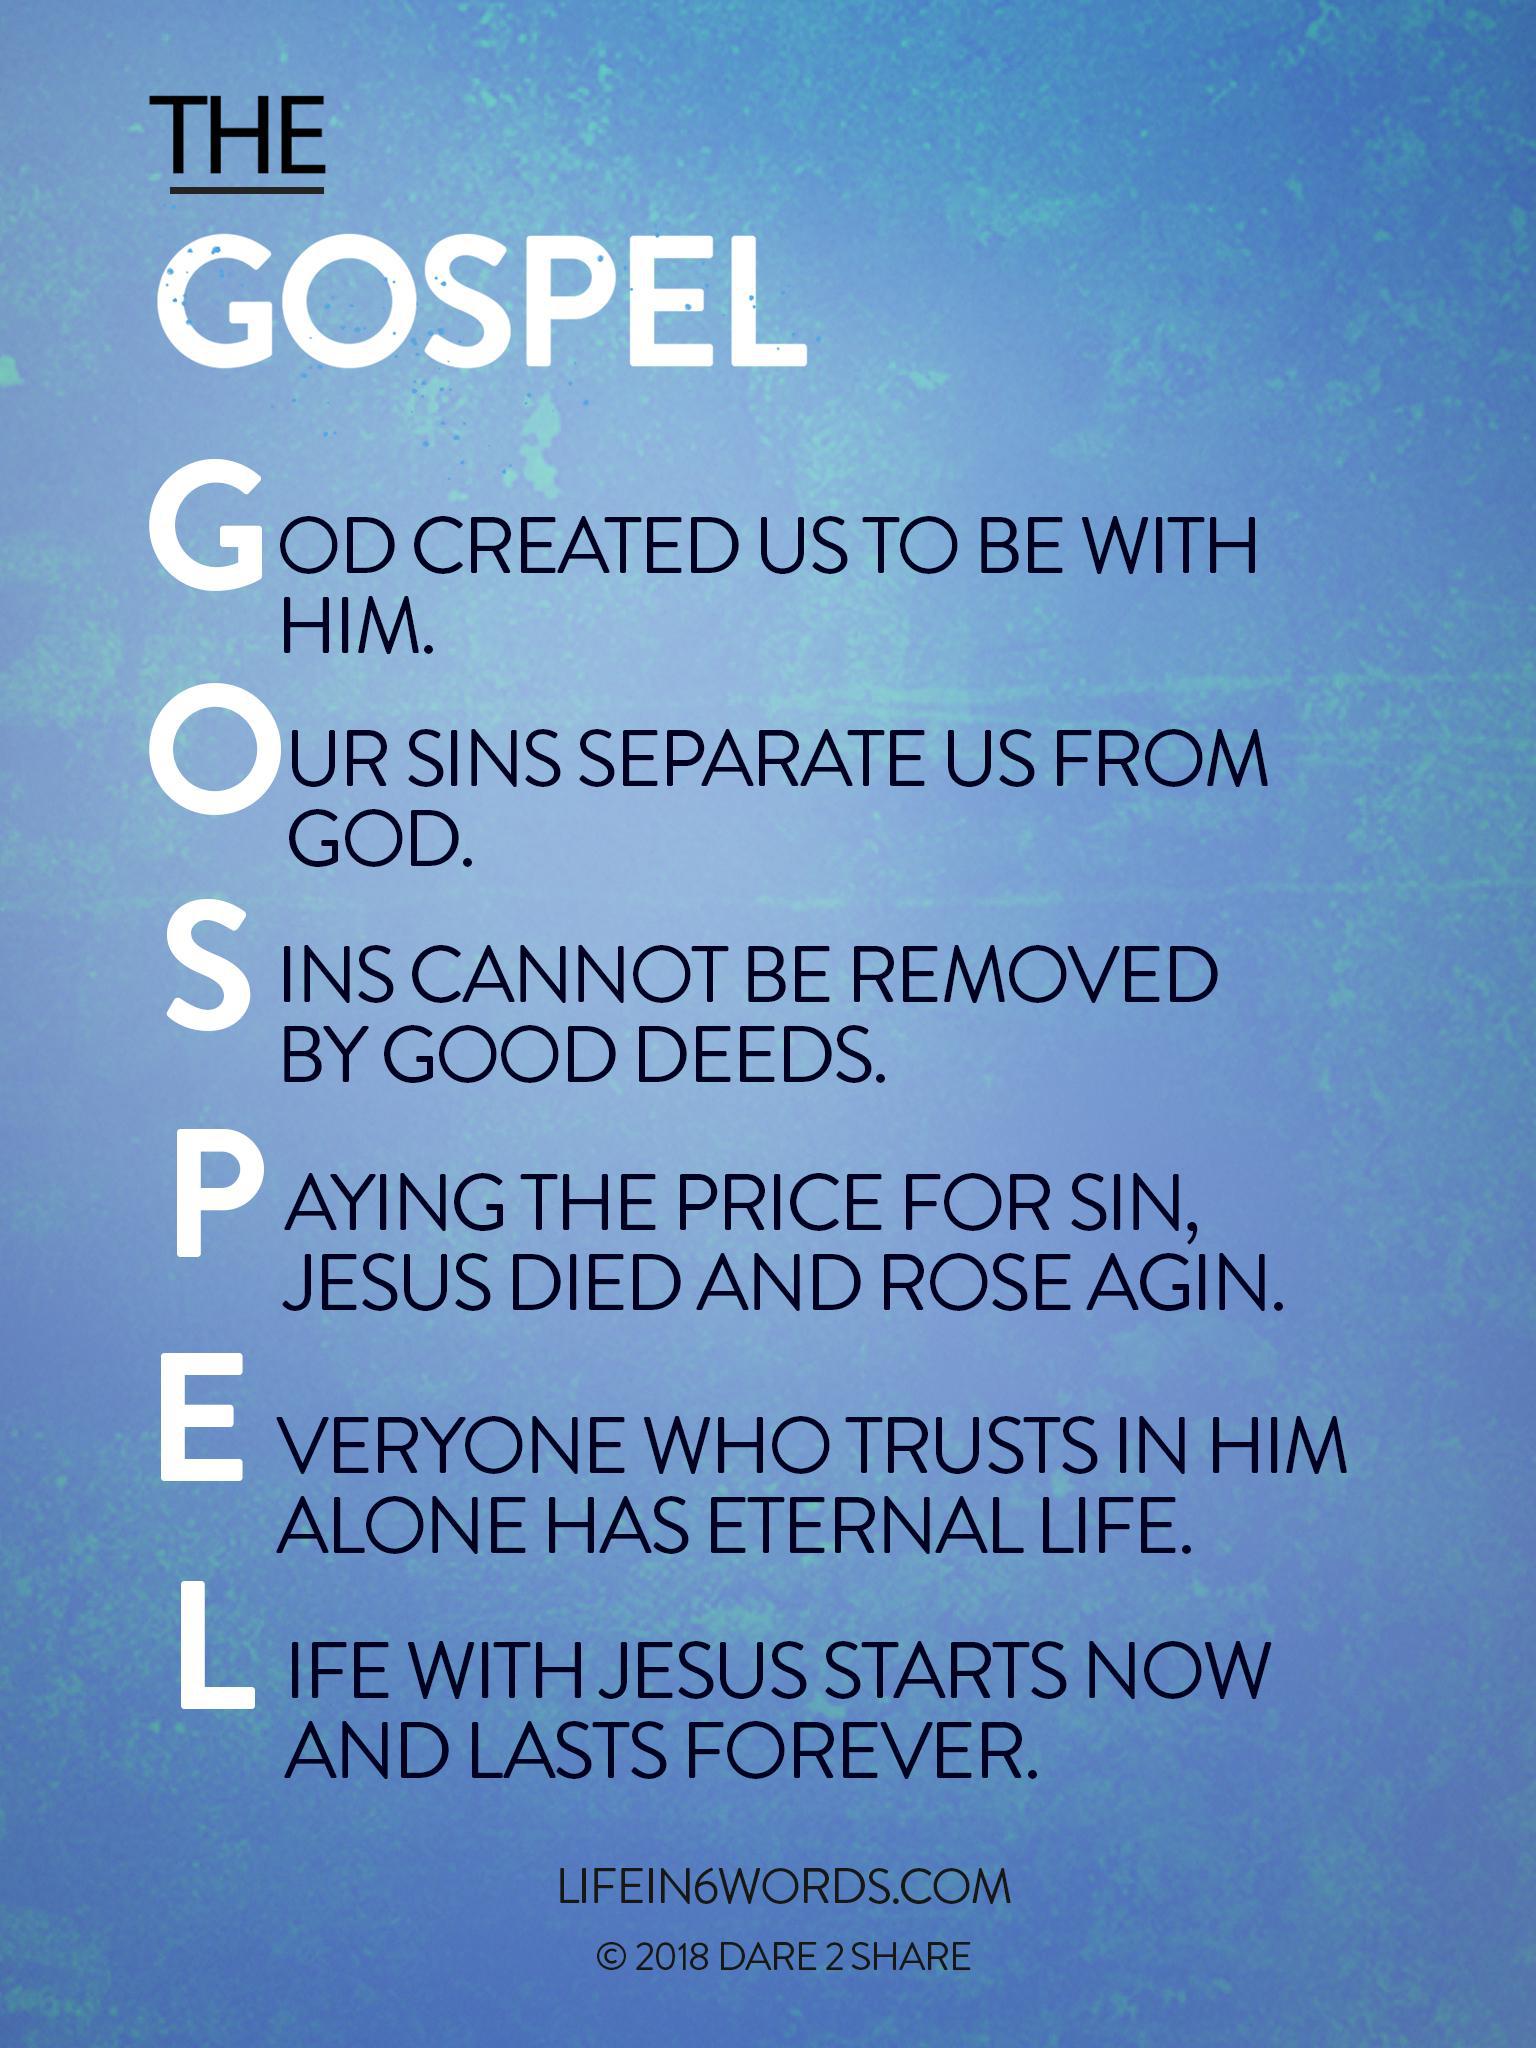 THE
GOSPEL
GOD CREATED US TO BE WITH
HIM.
OUR SINS SEPARATE US FROM
GOD.
SINS CANNOT BE REMOVED
BY GOOD DEEDS.
PAYING THE PRICE FOR SIN,
JESUS DIED AND ROSE AGIN.
EVERYONE WHO TRUSTS IN HIM
ALONE HAS ETERNAL LIFE.
LIFE WITH JESUS STARTS NOW
AND LASTS FOREVER.
LIFEIN6WORDS.COM
© 2018 DARE 2 SHARE